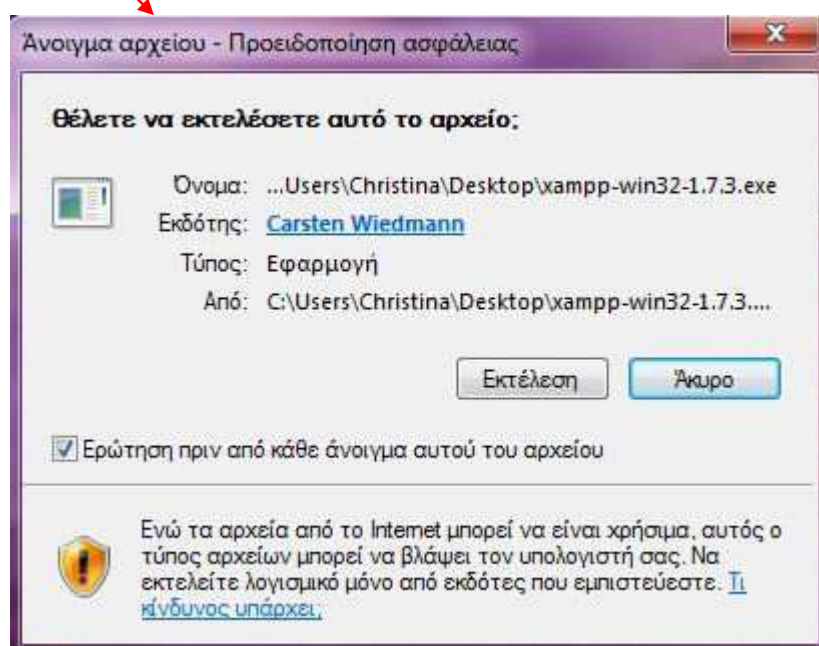 Άνοιγμα αρχείου - Προειδοποίηση ασφάλειας
Θέλετε να εκτελέσετε αυτό το αρχείο;
Όνομα: ...Users\Christina\Desktop\xampp-win32-1.7.3.exe
Εκδότης: Carsten Wiedmann
Τύπος: Εφαρμογή
Από: C:\Users\Christina\Desktop\xampp-win32-1.7.3....
Εκτέλεση Άκυρο
Ερώτηση πριν από κάθε άνοιγμα αυτού του αρχείου
Ενώ τα αρχεία από το Internet μπορεί να είναι χρήσιμα, αυτός ο
τύπος αρχείων μπορεί να βλάψει τον υπολογιστή σας. Να
εκτελείτε λογισμικό μόνο από εκδότες που εμπιστεύεστε. Τι
κίνδυνος υπάρχει;